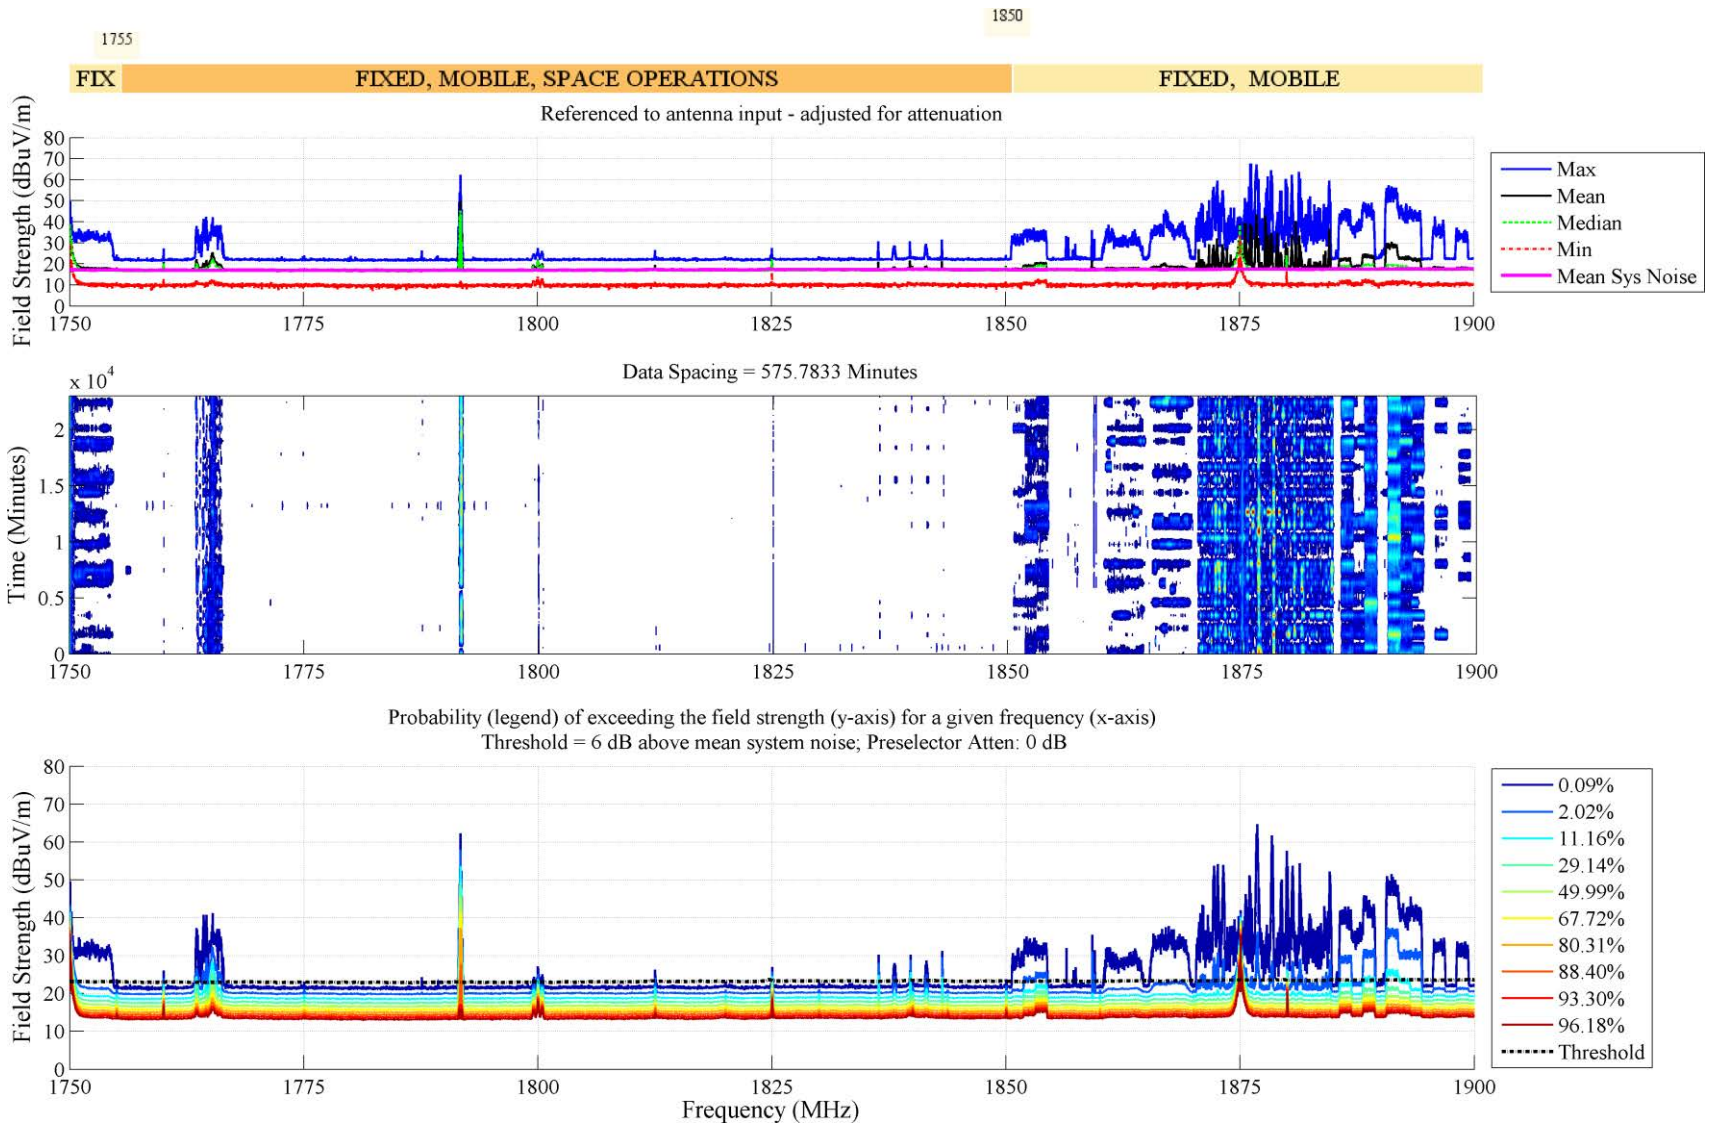 1850
1755
FIX FIXED, MOBILE, SPACE OPERATIONS FIXED, MOBILE
Referenced to antenna input - adjusted for attenuation
Field Strength (dBuV/m)
80
70
60
50
40
30
20
10
0
1750 1775 1800 1825 1850 1875 1900
Max
Mean
Median
Min
Mean Sys Noise
x 10^4
Data Spacing = 575.7833 Minutes
Time (Minutes)
2
1.5
1
0.5
0
1750 1775 1800 1825 1850 1875 1900
Probability (legend) of exceeding the field strength (y-axis) for a given frequency (x-axis)
Threshold = 6 dB above mean system noise; Preselector Atten: 0 dB
Field Strength (dBuV/m)
80
70
60
50
40
30
20
10
0
1750 1775 1800 1825 1850 1875 1900
Frequency (MHz)
0.09%
2.02%
11.16%
29.14%
49.99%
67.72%
80.31%
88.40%
93.30%
96.18%
Threshold